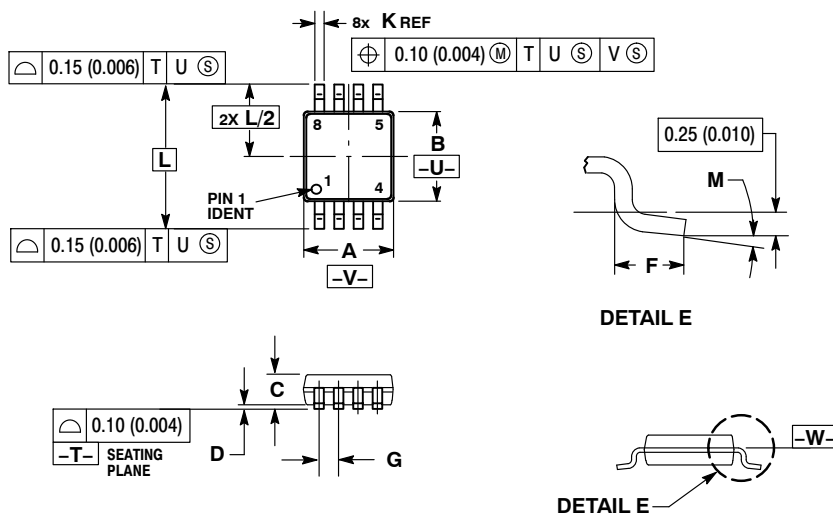 8x K REF
⌖ 0.10 (0.004) Ⓜ T U Ⓢ V Ⓢ
⌓ 0.15 (0.006) T U Ⓢ
2X L/2
8 5
B
0.25 (0.010)
L
–U–
M
PIN 1
IDENT
1 4
⌓ 0.15 (0.006) T U Ⓢ
A
–V–
F
DETAIL E
C
⌓ 0.10 (0.004)
–T– SEATING
PLANE
D
G
–W–
DETAIL E